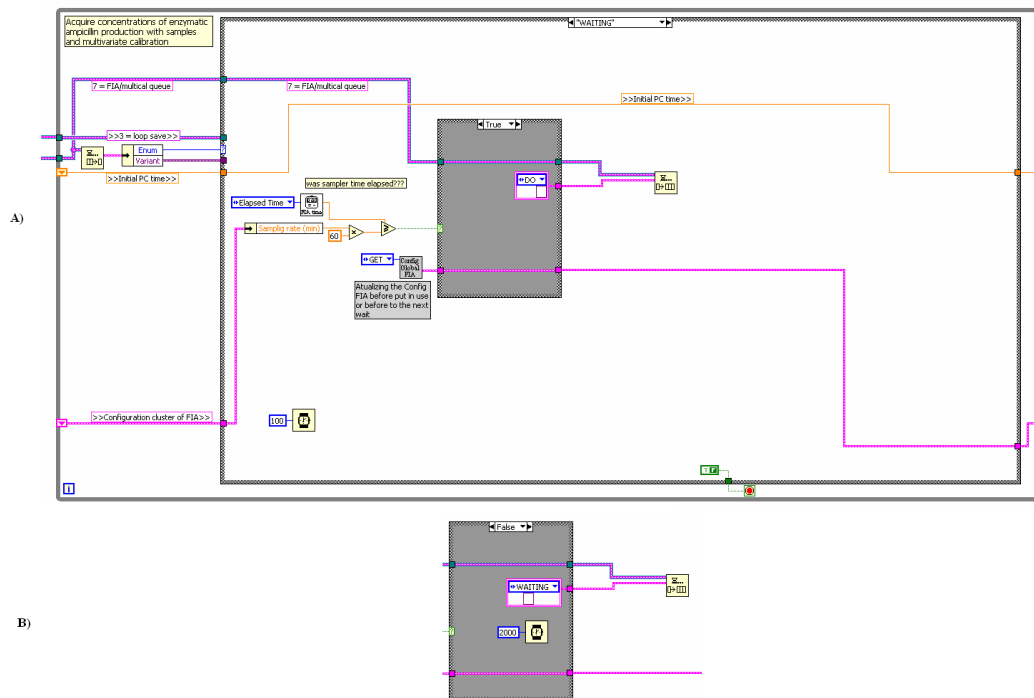 Acquire concentrations of enzymatic
ampicillin production with samples
and multivariate calibration
"WAITING"
7 = FIA/multical queue
7 = FIA/multical queue
>>Initial PC time>>
True
>>3 = loop save>>
Enum
Variant
>>Initial PC time>>
DO
was sampler time elapsed???
Elapsed Time
FIA time
A)
Samplig rate (min)
60
GET
Config
Global
FIA
Atualizing the Config
FIA before put in use
or before to the next
wait
>>Configuration cluster of FIA>>
100
i
False
WAITING
B)
2000